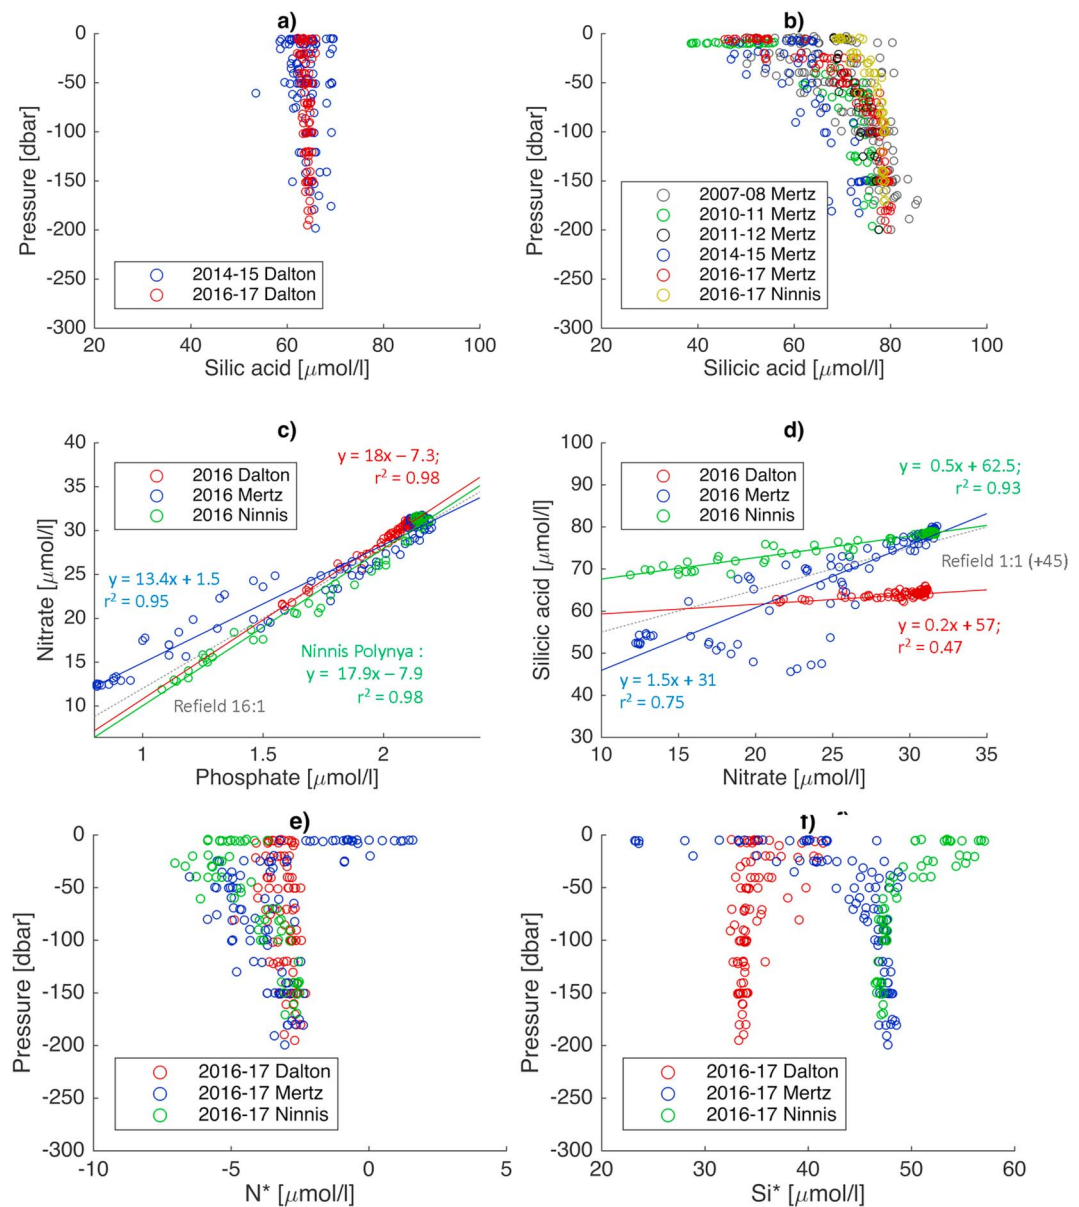 a)
0
-50
-100
-150
-200
-250
-300
Pressure [dbar]
2014-15 Dalton
2016-17 Dalton
20 40 60 80 100
Silic acid [μmol/l]
b)
0
-50
-100
-150
-200
-250
-300
Pressure [dbar]
2007-08 Mertz
2010-11 Mertz
2011-12 Mertz
2014-15 Mertz
2016-17 Mertz
2016-17 Ninnis
20 40 60 80 100
Silicic acid [μmol/l]
c)
40
35
30
25
20
15
10
Nitrate [μmol/l]
2016 Dalton
2016 Mertz
2016 Ninnis
y = 18x – 7.3;
r² = 0.98
y = 13.4x + 1.5
r² = 0.95
Ninnis Polynya :
y = 17.9x – 7.9
r² = 0.98
Refield 16:1
1 1.5 2
Phosphate [μmol/l]
d)
100
90
80
70
60
50
40
30
Silicic acid [μmol/l]
2016 Dalton
2016 Mertz
2016 Ninnis
y = 0.5x + 62.5;
r² = 0.93
Refield 1:1 (+45)
y = 0.2x + 57;
r² = 0.47
y = 1.5x + 31
r² = 0.75
10 15 20 25 30 35
Nitrate [μmol/l]
e)
0
-50
-100
-150
-200
-250
-300
Pressure [dbar]
2016-17 Dalton
2016-17 Mertz
2016-17 Ninnis
-10 -5 0 5
N* [μmol/l]
f)
0
-50
-100
-150
-200
-250
-300
Pressure [dbar]
2016-17 Dalton
2016-17 Mertz
2016-17 Ninnis
20 30 40 50 60
Si* [μmol/l]